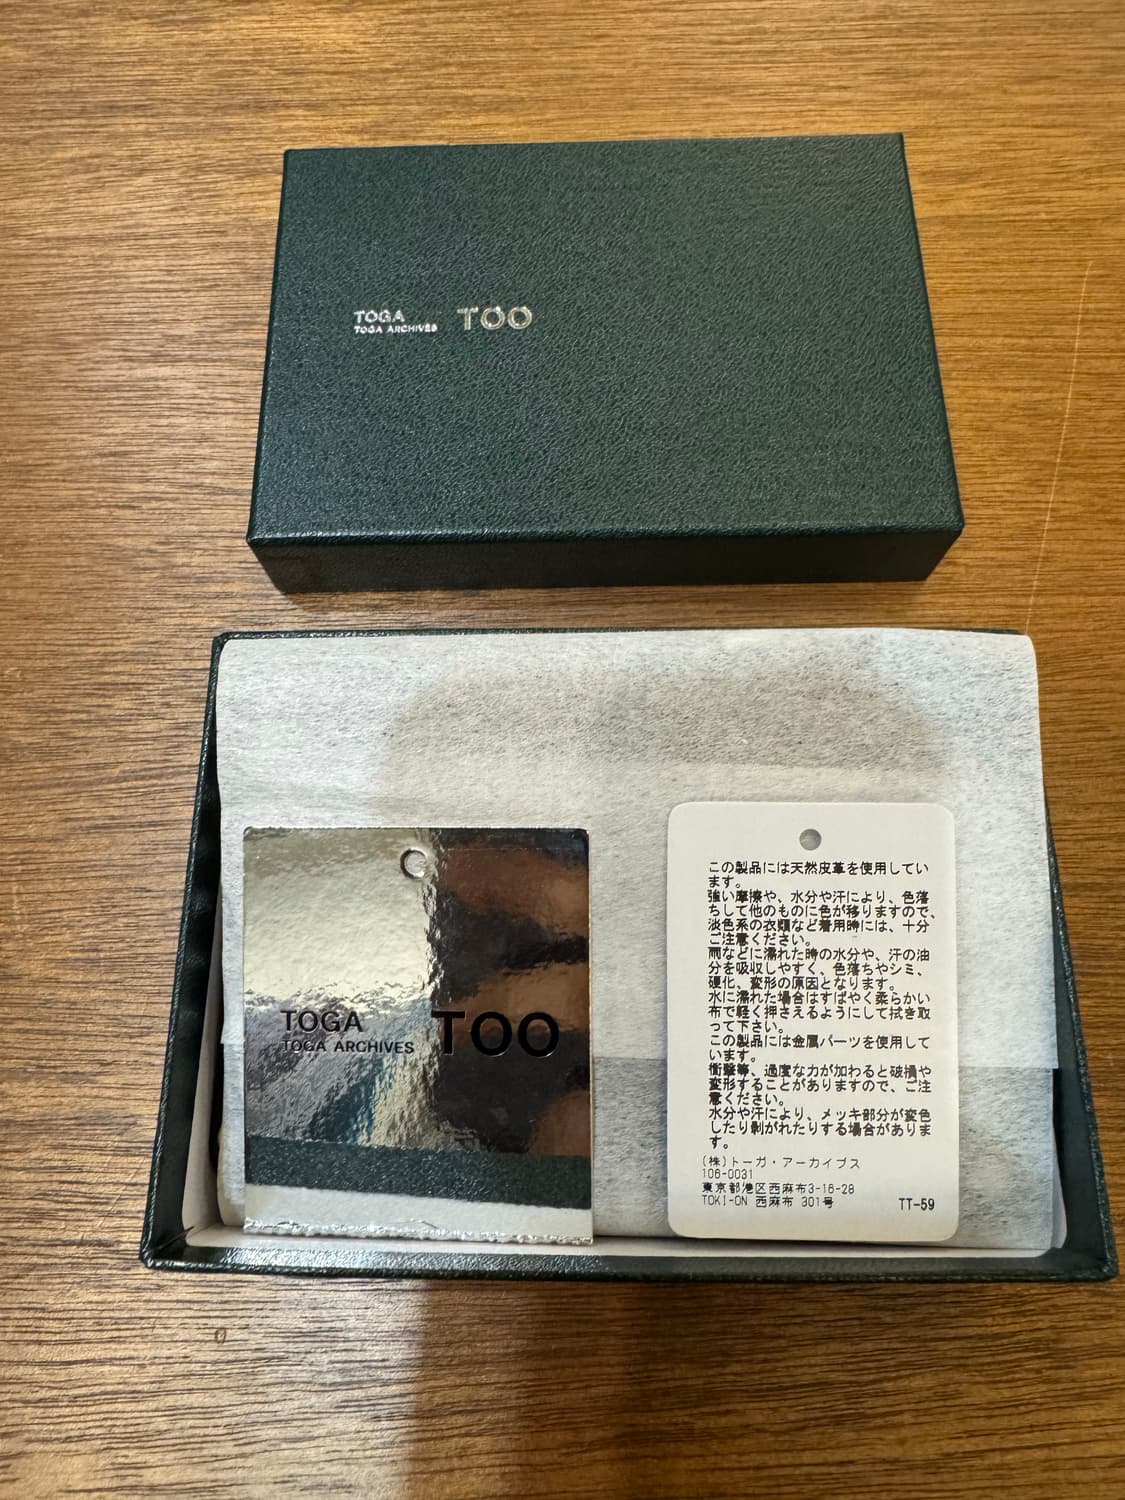 TOGA TOO
TOGA ARCHIVES
TOGA TOO
TOGA ARCHIVES
この製品には天然皮革を使用してい
ます。
強い摩擦や、水分や汗により、色落
ちして他のものに色が移りますので、
淡色系の衣類など着用時には、十分
ご注意ください。
雨などに濡れた時の水分や、汗の油
分を吸収しやすく、色落ちやシミ、
硬化、変形の原因となります。
水に濡れた場合はすばやく柔らかい
布で軽く押さえるようにして拭き取
って下さい。
この製品には金属パーツを使用して
います。
衝撃等、過度な力が加わると破損や
変形することがありますので、ご注
意ください。
水分や汗により、メッキ部分が変色
したり剥がれたりする場合がありま
す。
(株)トーガ・アーカイブス
106-0031
東京都港区西麻布3-16-28
TOKI-ON 西麻布 301号 TT-59